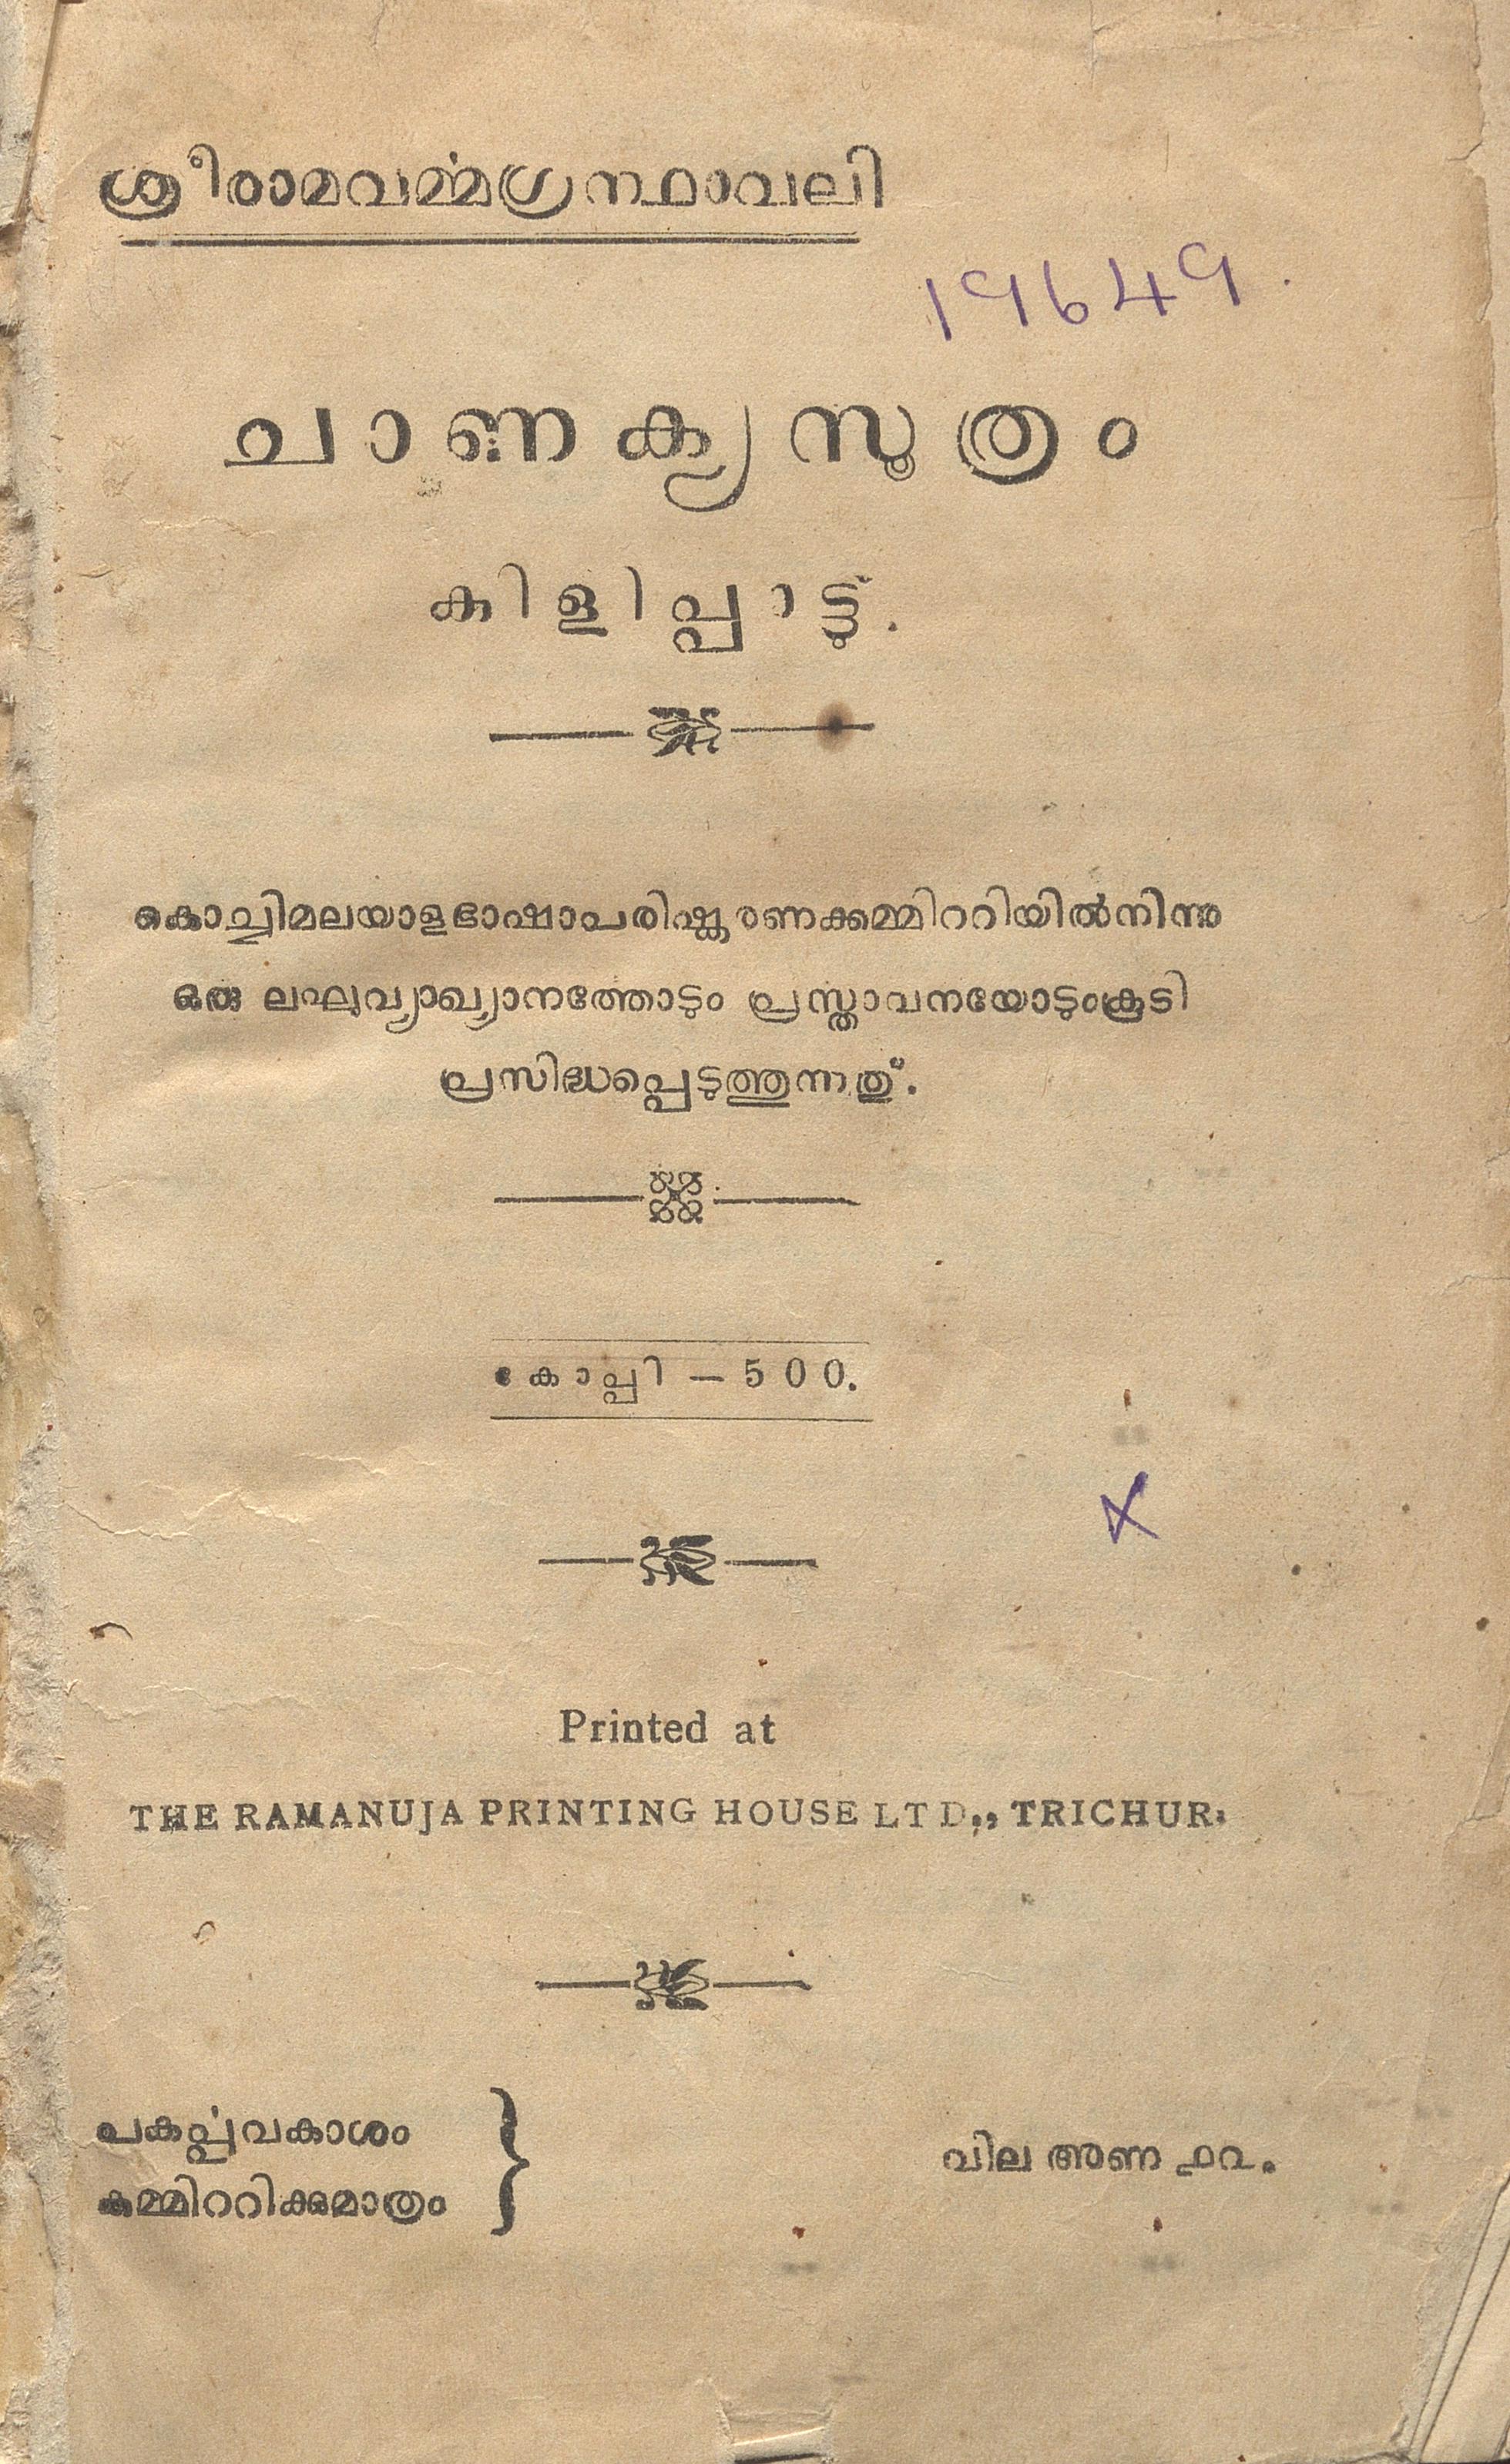 ശ്രീരാമവൎമ്മഗ്രന്ഥാവലി
19649.
ചാണക്യസൂത്രം
കിളിപ്പാട്ടു്.
കൊച്ചിമലയാളഭാഷാപരിഷ്കരണക്കമ്മിററിയിൽനിന്നു
ഒരു ലഘുവ്യാഖ്യാനത്തോടും പ്രസ്താവനയോടുംകൂടി
പ്രസിദ്ധപ്പെടുത്തുന്നതു്.
കോപ്പി — 500.
Printed at
THE RAMANUJA PRINTING HOUSE LTD., TRICHUR.
പകൎപ്പവകാശം
കമ്മിററിക്കുമാത്രം
വില അണ ൧൨.